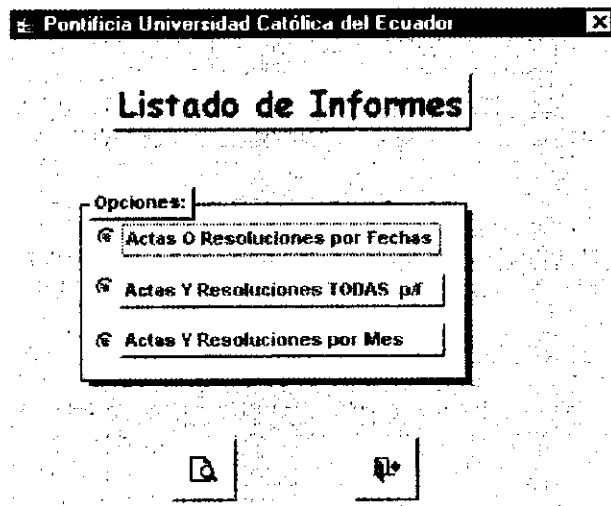 Pontificia Universidad Católica del Ecuador
Listado de Informes
Opciones:
Actas O Resoluciones por Fechas
Actas Y Resoluciones TODAS p/f
Actas Y Resoluciones por Mes